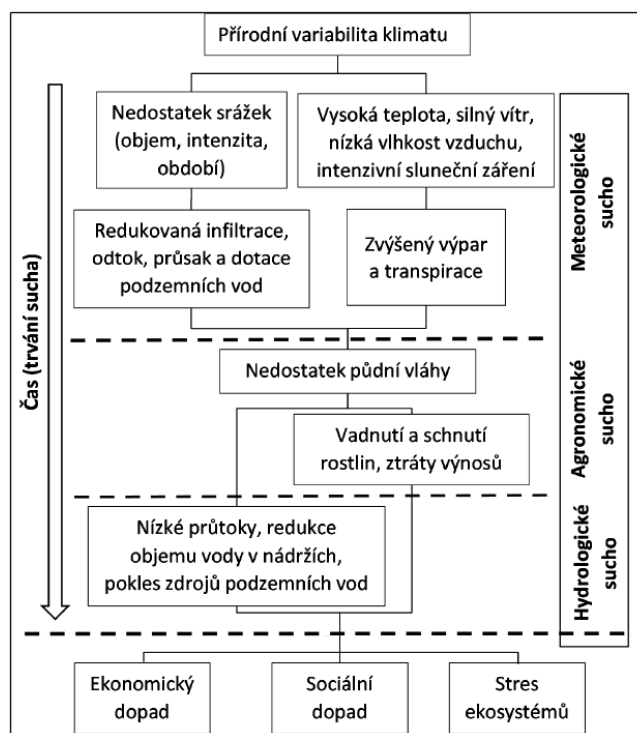 Přírodní variabilita klimatu
Nedostatek srážek
(objem, intenzita,
období)
Vysoká teplota, silný vítr,
nízká vlhkost vzduchu,
intenzivní sluneční záření
Redukovaná infiltrace,
odtok, průsak a dotace
podzemních vod
Zvýšený výpar
a transpirace
Meteorologické
sucho
Čas (trvání sucha)
Nedostatek půdní vláhy
Vadnutí a schnutí
rostlin, ztráty výnosů
Agronomické
sucho
Nízké průtoky, redukce
objemu vody v nádržích,
pokles zdrojů podzemních vod
Hydrologické
sucho
Ekonomický
dopad
Sociální
dopad
Stres
ekosystémů